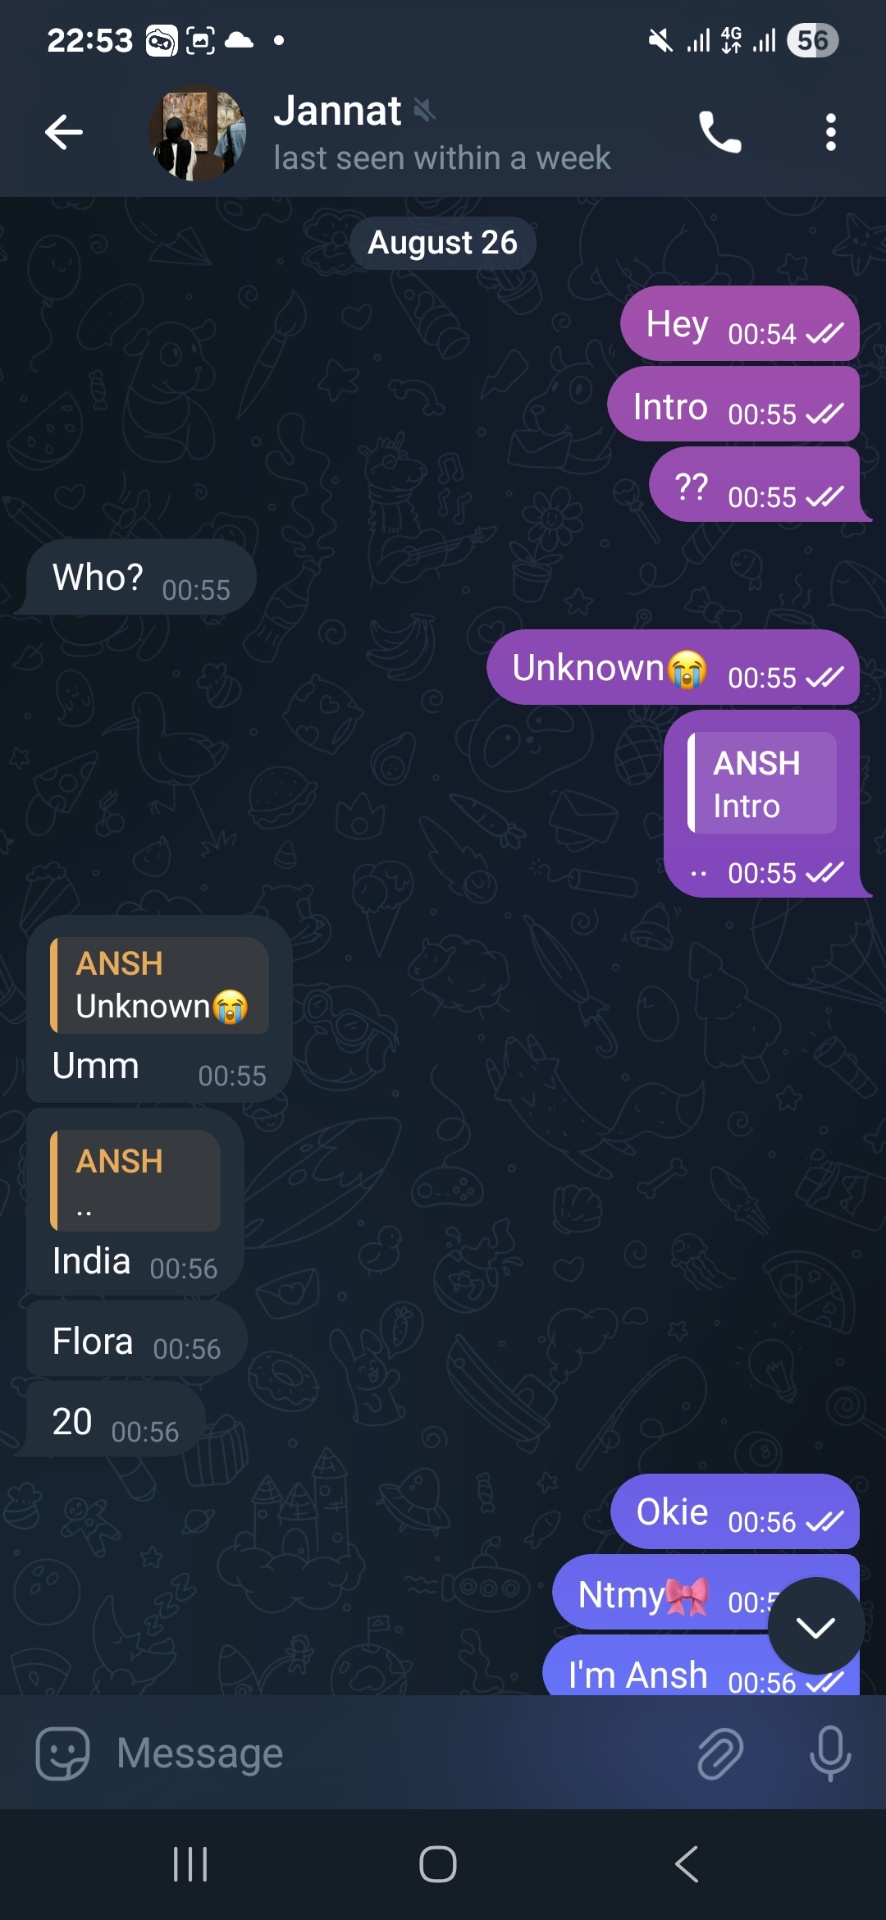 22:53
4G
56
Jannat
last seen within a week
August 26
Hey 00:54
Intro 00:55
?? 00:55
Who? 00:55
Unknown😭 00:55
ANSH
Intro
.. 00:55
ANSH
Unknown😭
Umm 00:55
ANSH
..
India 00:56
Flora 00:56
20 00:56
Okie 00:56
Ntmy🎀
I'm Ansh 00:56
Message